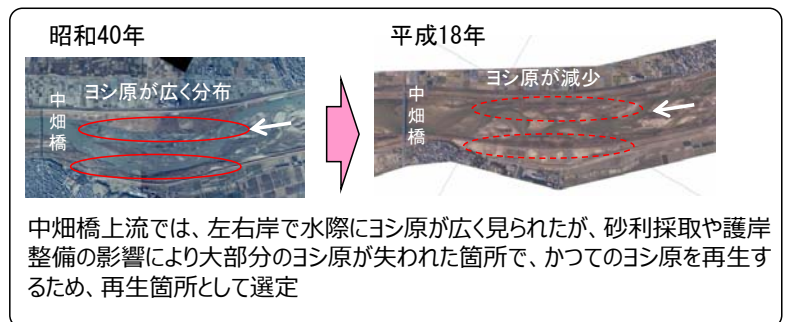 昭和40年
平成18年
中畑橋
ヨシ原が広く分布
中畑橋
ヨシ原が減少
中畑橋上流では、左右岸で水際にヨシ原が広く見られたが、砂利採取や護岸
整備の影響により大部分のヨシ原が失われた箇所で、かつてのヨシ原を再生す
るため、再生箇所として選定